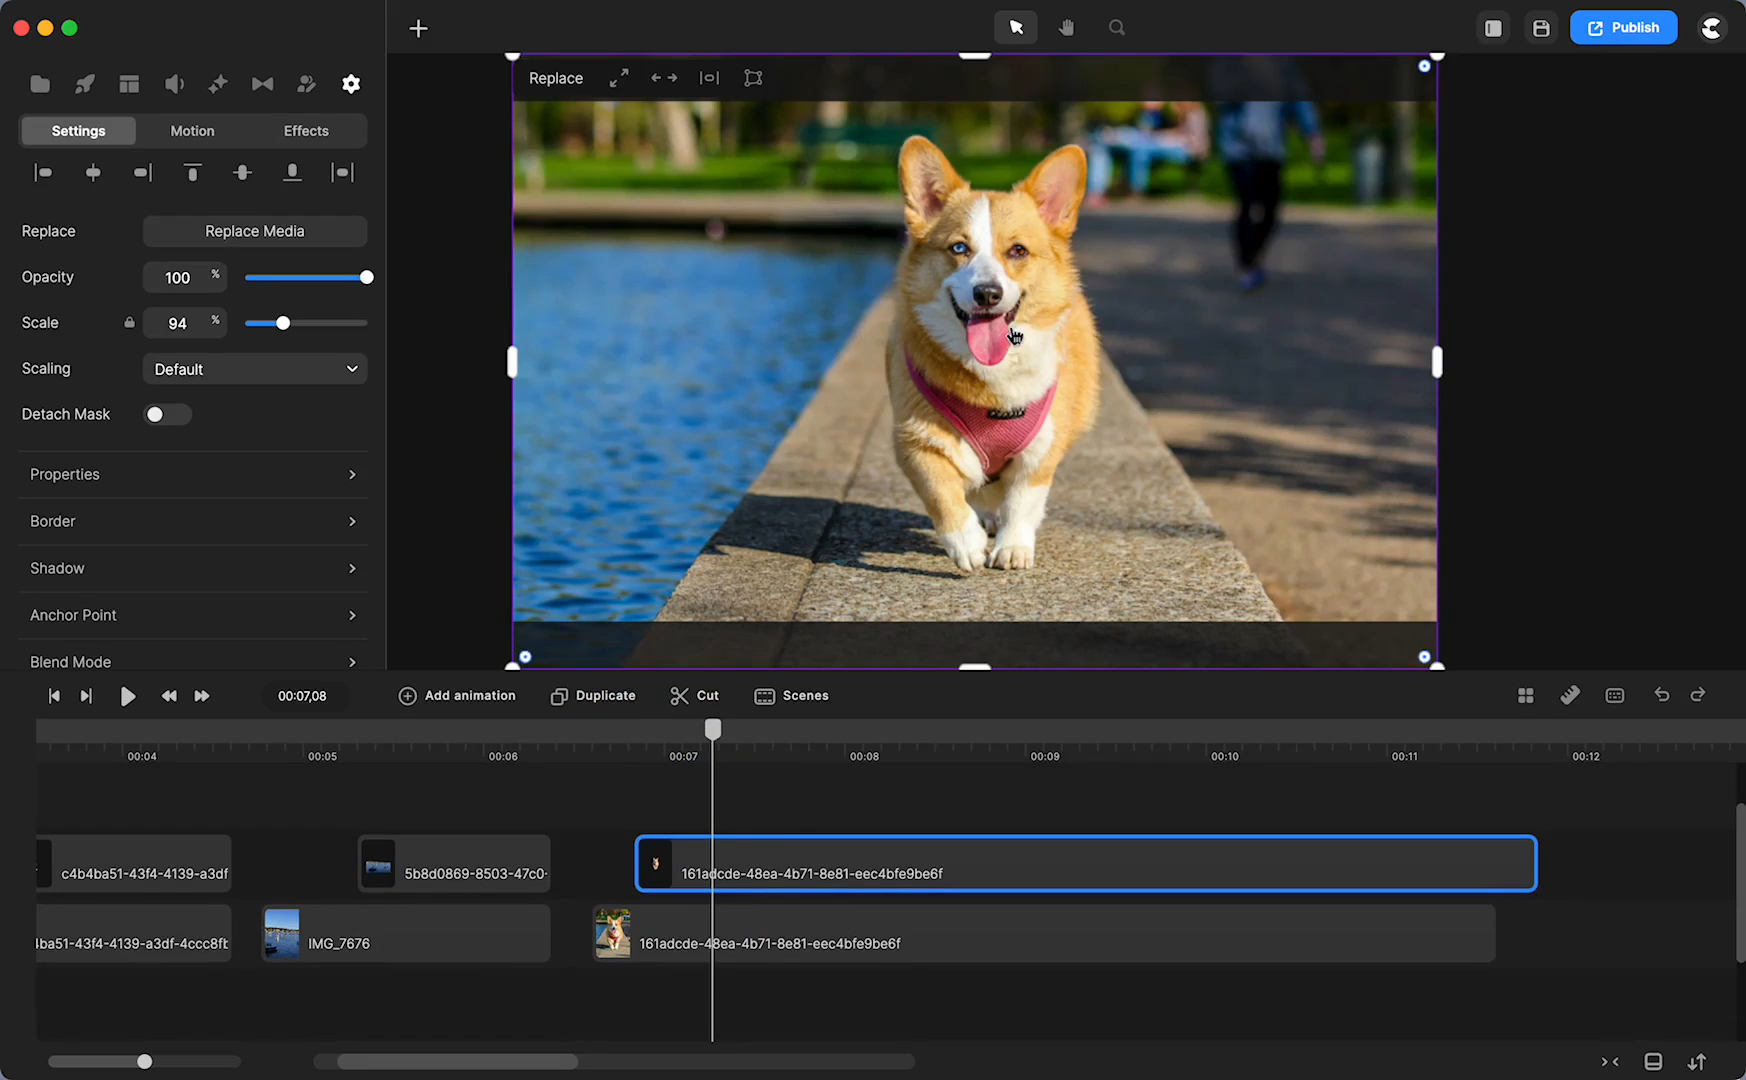 Publish
Replace
Settings
Motion
Effects
Replace
Replace Media
Opacity
100 %
Scale
94 %
Scaling
Default
Detach Mask
Properties
Border
Shadow
Anchor Point
Blend Mode
00:07,08
Add animation
Duplicate
Cut
Scenes
00:04
00:05
00:06
00:07
00:08
00:09
00:10
00:11
00:12
c4b4ba51-43f4-4139-a3df
5b8d0869-8503-47c0-
161adcde-48ea-4b71-8e81-eec4bfe9be6f
4ba51-43f4-4139-a3df-4ccc8ft
IMG_7676
161adcde-48ea-4b71-8e81-eec4bfe9be6f